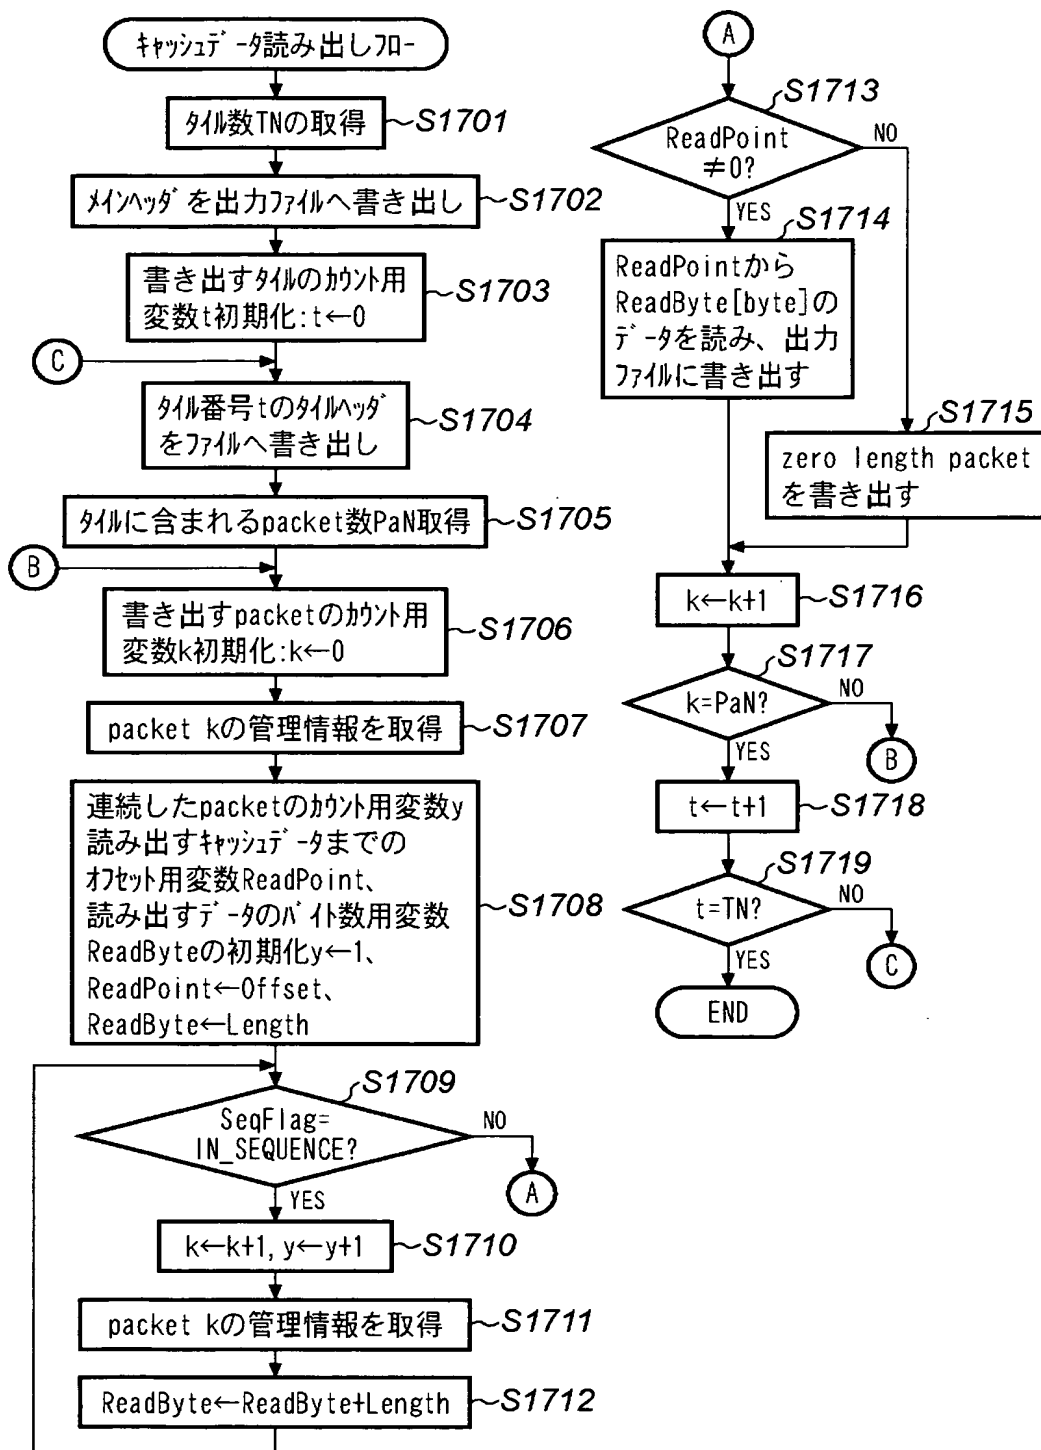 キャッシュデータ読み出しフロー
タイル数TNの取得
S1701
メインヘッダを出力ファイルへ書き出し
S1702
書き出すタイルのカウント用
変数t初期化:t←0
S1703
C
タイル番号tのタイルヘッダ
をファイルへ書き出し
S1704
タイルに含まれるpacket数PaN取得
S1705
B
書き出すpacketのカウント用
変数k初期化:k←0
S1706
packet kの管理情報を取得
S1707
連続したpacketのカウント用変数y
読み出すキャッシュデータまでの
オフセット用変数ReadPoint、
読み出すデータのバイト数用変数
ReadByteの初期化y←1、
ReadPoint←Offset、
ReadByte←Length
S1708
S1709
SeqFlag=
IN_SEQUENCE?
NO
A
YES
k←k+1,y←y+1
S1710
packet kの管理情報を取得
S1711
ReadByte←ReadByte+Length
S1712
A
S1713
ReadPoint
≠0?
NO
YES
S1714
ReadPointから
ReadByte[byte]の
データを読み、出力
ファイルに書き出す
S1715
zero length packet
を書き出す
k←k+1
S1716
S1717
k=PaN?
NO
B
YES
t←t+1
S1718
S1719
t=TN?
NO
C
YES
END